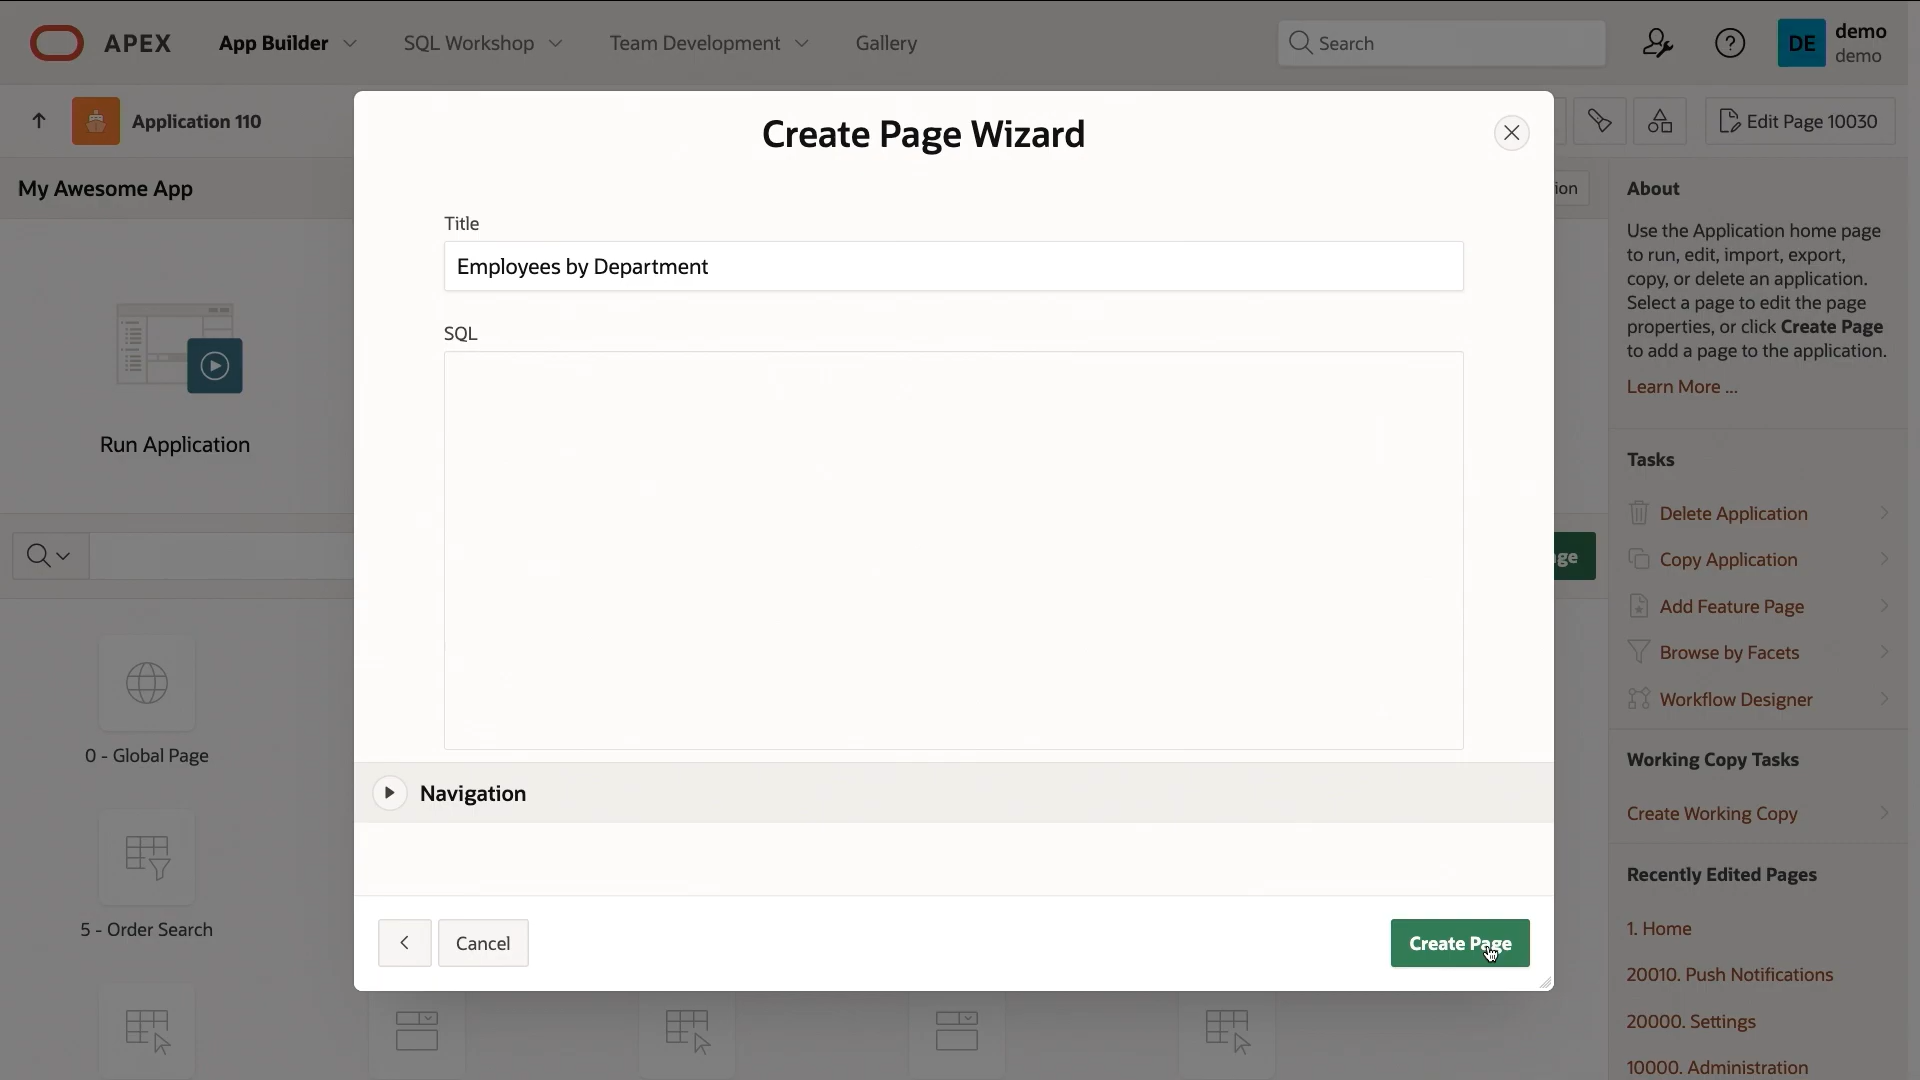 APEX
App Builder
SQL Workshop
Team Development
Gallery
Search
DE
demo
demo
Application 110
Edit Page 10030
My Awesome App
Run Application
0 - Global Page
5 - Order Search
Create Page Wizard
Title
Employees by Department
SQL
Navigation
Cancel
Create Page
About
Use the Application home page
to run, edit, import, export,
copy, or delete an application.
Select a page to edit the page
properties, or click Create Page
to add a page to the application.
Learn More ...
Tasks
Delete Application
Copy Application
Add Feature Page
Browse by Facets
Workflow Designer
Working Copy Tasks
Create Working Copy
Recently Edited Pages
1. Home
20010. Push Notifications
20000. Settings
10000. Administration